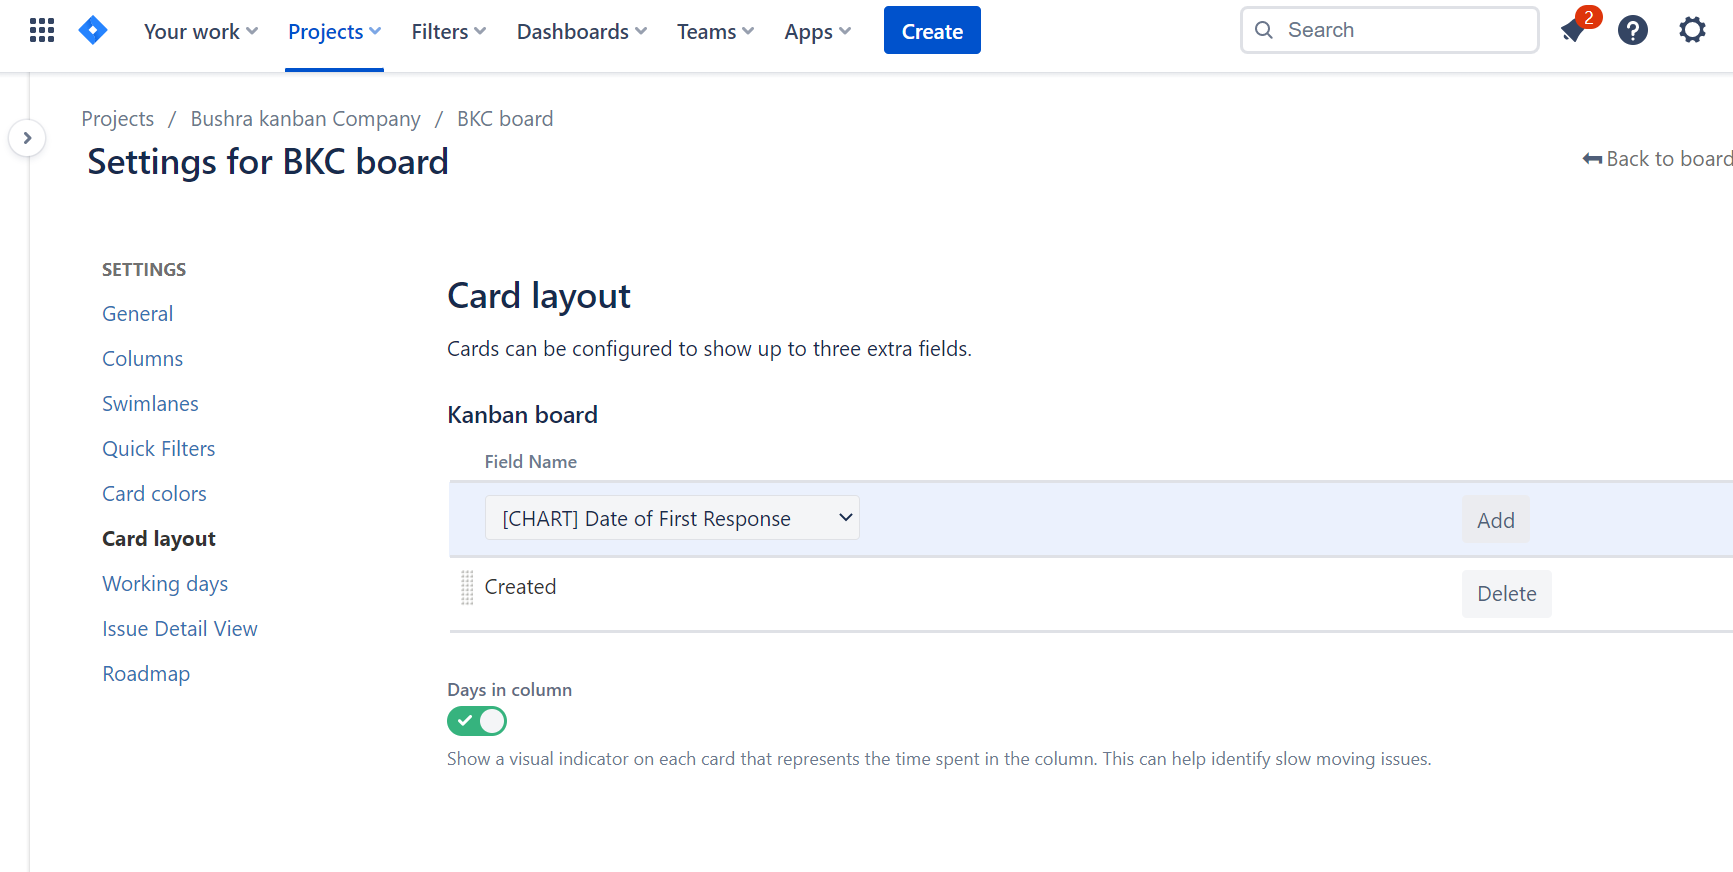 Your work Projects Filters Dashboards Teams Apps Create Search 2 ?
Projects / Bushra kanban Company / BKC board
Settings for BKC board
Back to board
SETTINGS
General
Columns
Swimlanes
Quick Filters
Card colors
Card layout
Working days
Issue Detail View
Roadmap
Card layout
Cards can be configured to show up to three extra fields.
Kanban board
Field Name
[CHART] Date of First Response Add
Created Delete
Days in column
Show a visual indicator on each card that represents the time spent in the column. This can help identify slow moving issues.